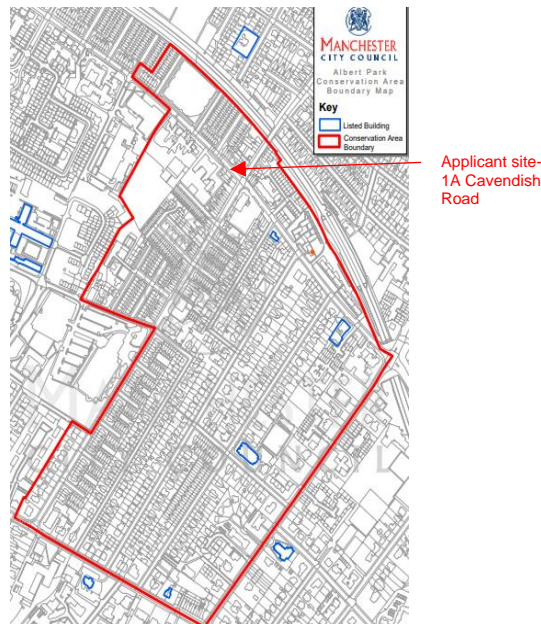 MANCHESTER
CITY COUNCIL
Albert Park
Conservation Area
Boundary Map
Key
Listed Building
Conservation Area
Boundary
Applicant site-
1A Cavendish
Road